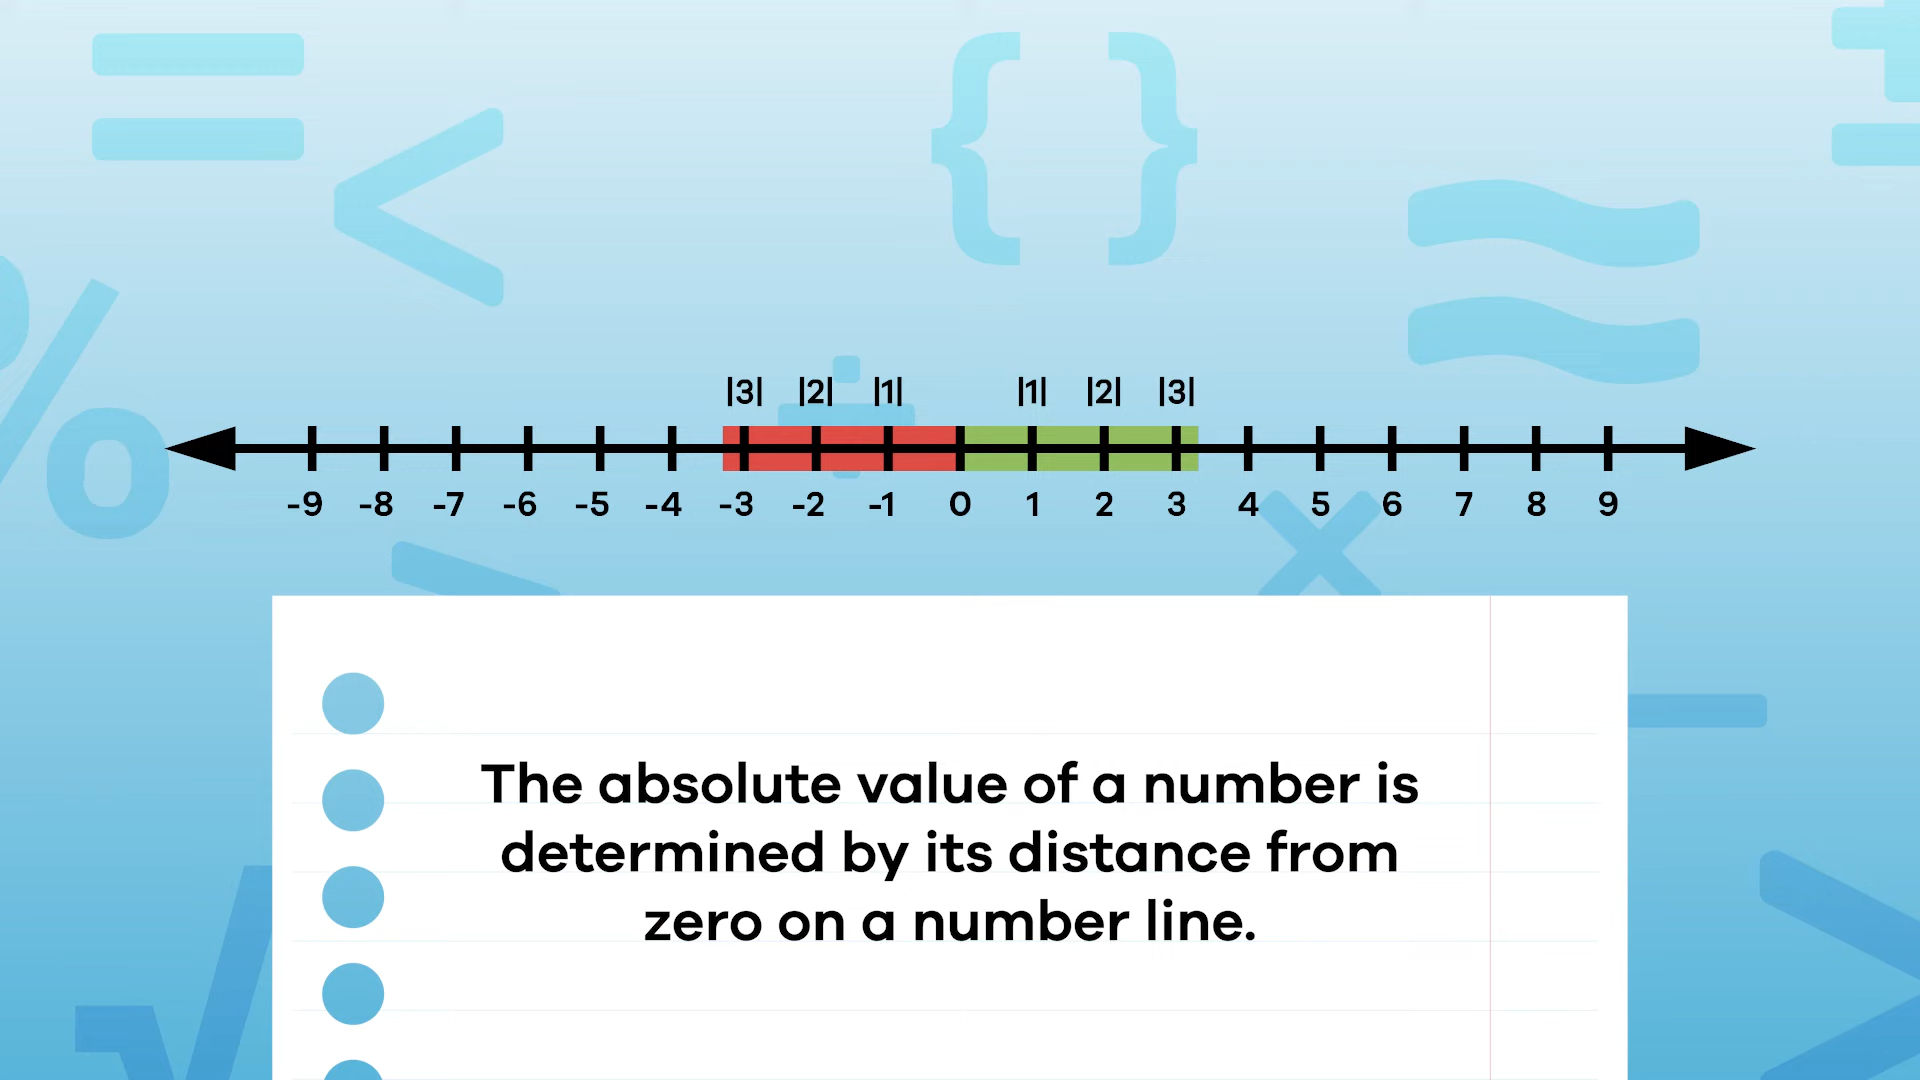 |3| |2| |1| |1| |2| |3|
-9 -8 -7 -6 -5 -4 -3 -2 -1 0 1 2 3 4 5 6 7 8 9
The absolute value of a number is
determined by its distance from
zero on a number line.